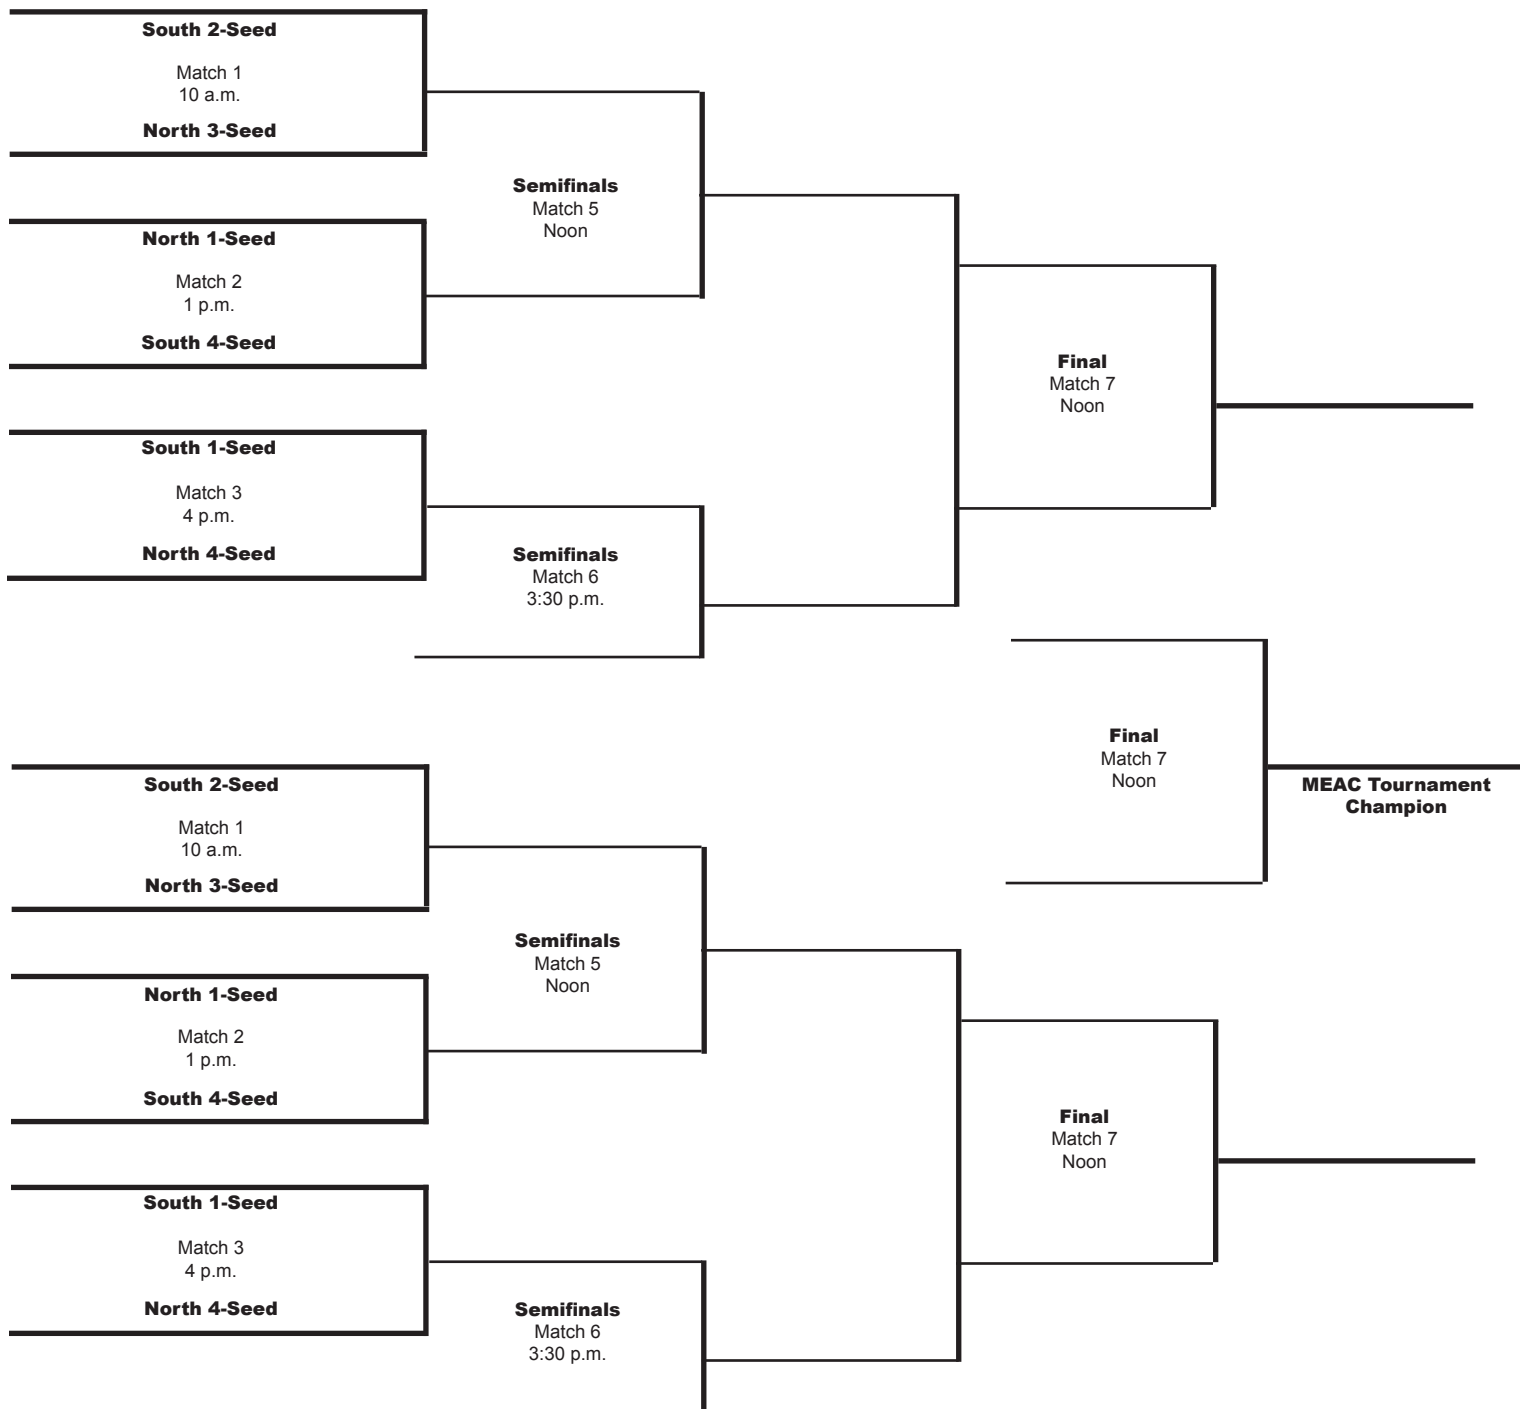 South 2-Seed
Match 1
10 a.m.
North 3-Seed
Semifinals
Match 5
Noon
North 1-Seed
Match 2
1 p.m.
South 4-Seed
Final
Match 7
Noon
South 1-Seed
Match 3
4 p.m.
North 4-Seed
Semifinals
Match 6
3:30 p.m.
Final
Match 7
Noon
MEAC Tournament
Champion
South 2-Seed
Match 1
10 a.m.
North 3-Seed
Semifinals
Match 5
Noon
North 1-Seed
Match 2
1 p.m.
South 4-Seed
Final
Match 7
Noon
South 1-Seed
Match 3
4 p.m.
North 4-Seed
Semifinals
Match 6
3:30 p.m.